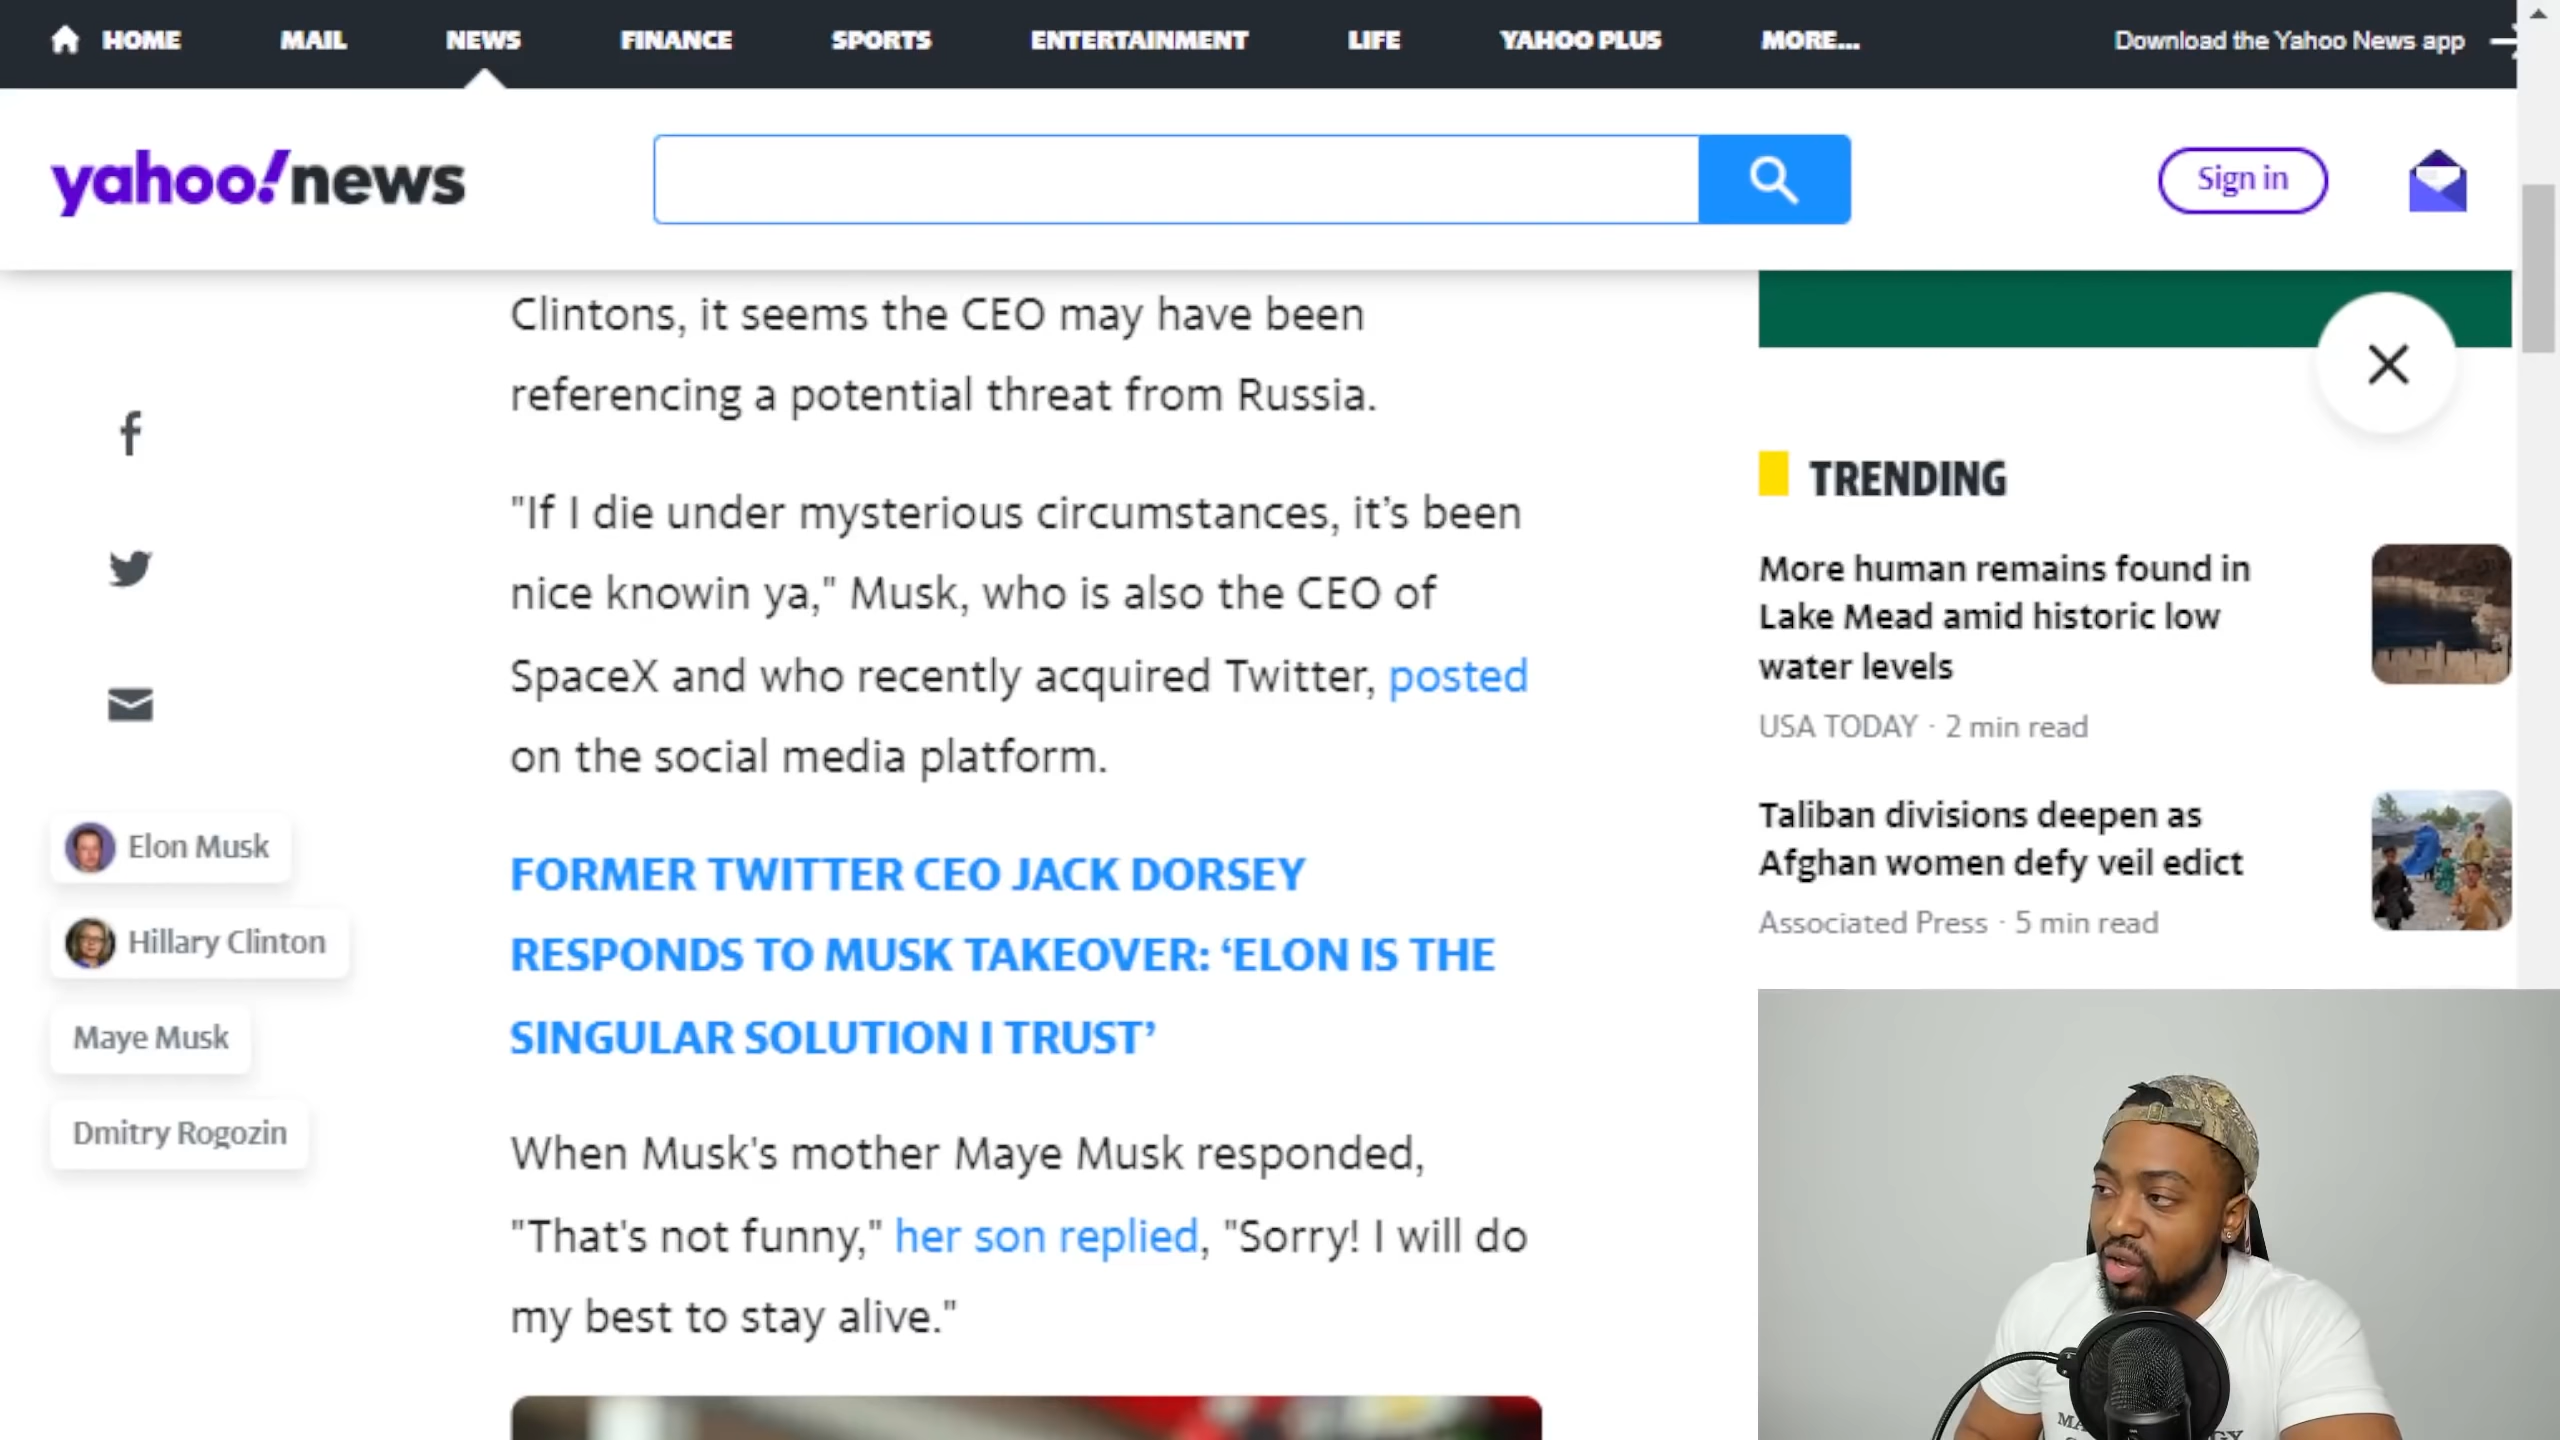 HOME MAIL NEWS FINANCE SPORTS ENTERTAINMENT LIFE YAHOO PLUS MORE... Download the Yahoo News app
yahoo!news
Sign in
Clintons, it seems the CEO may have been
referencing a potential threat from Russia.
"If I die under mysterious circumstances, it’s been
nice knowin ya," Musk, who is also the CEO of
SpaceX and who recently acquired Twitter, posted
on the social media platform.
FORMER TWITTER CEO JACK DORSEY
RESPONDS TO MUSK TAKEOVER: ‘ELON IS THE
SINGULAR SOLUTION I TRUST’
When Musk's mother Maye Musk responded,
"That's not funny," her son replied, "Sorry! I will do
my best to stay alive."
Elon Musk
Hillary Clinton
Maye Musk
Dmitry Rogozin
TRENDING
More human remains found in
Lake Mead amid historic low
water levels
USA TODAY · 2 min read
Taliban divisions deepen as
Afghan women defy veil edict
Associated Press · 5 min read